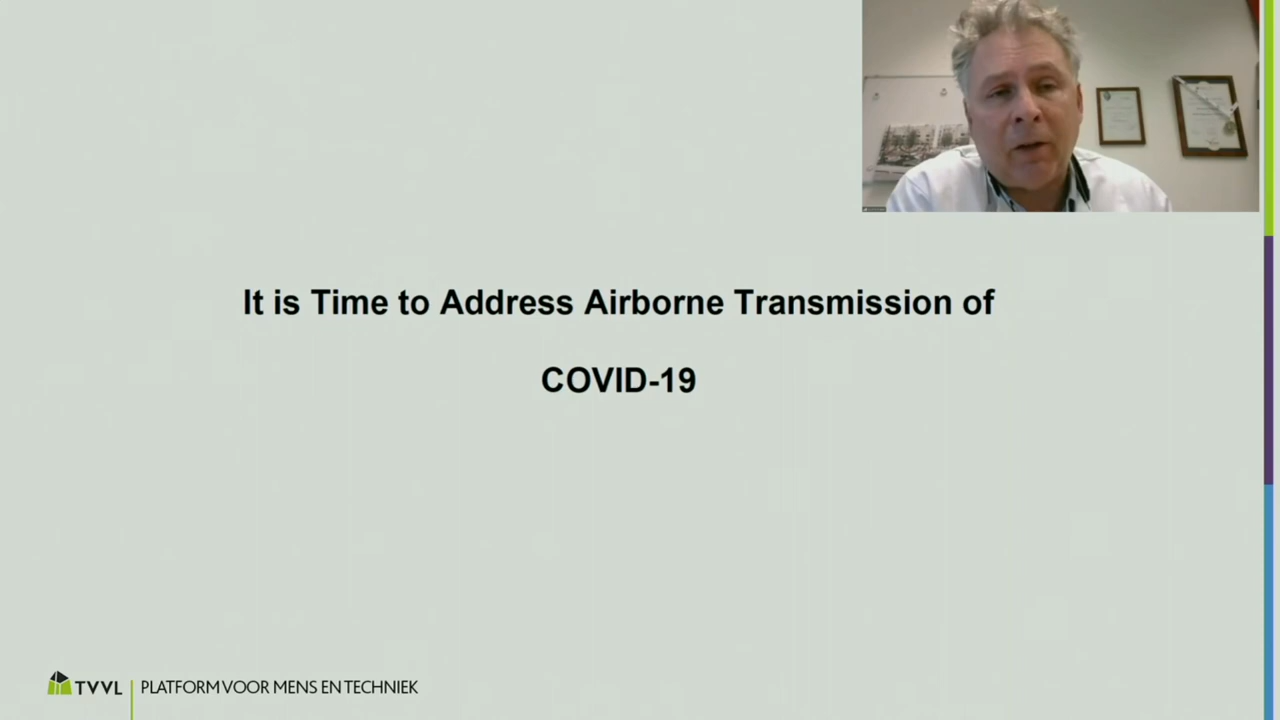 It is Time to Address Airborne Transmission of
COVID-19
TVVL
PLATFORM VOOR MENS EN TECHNIEK